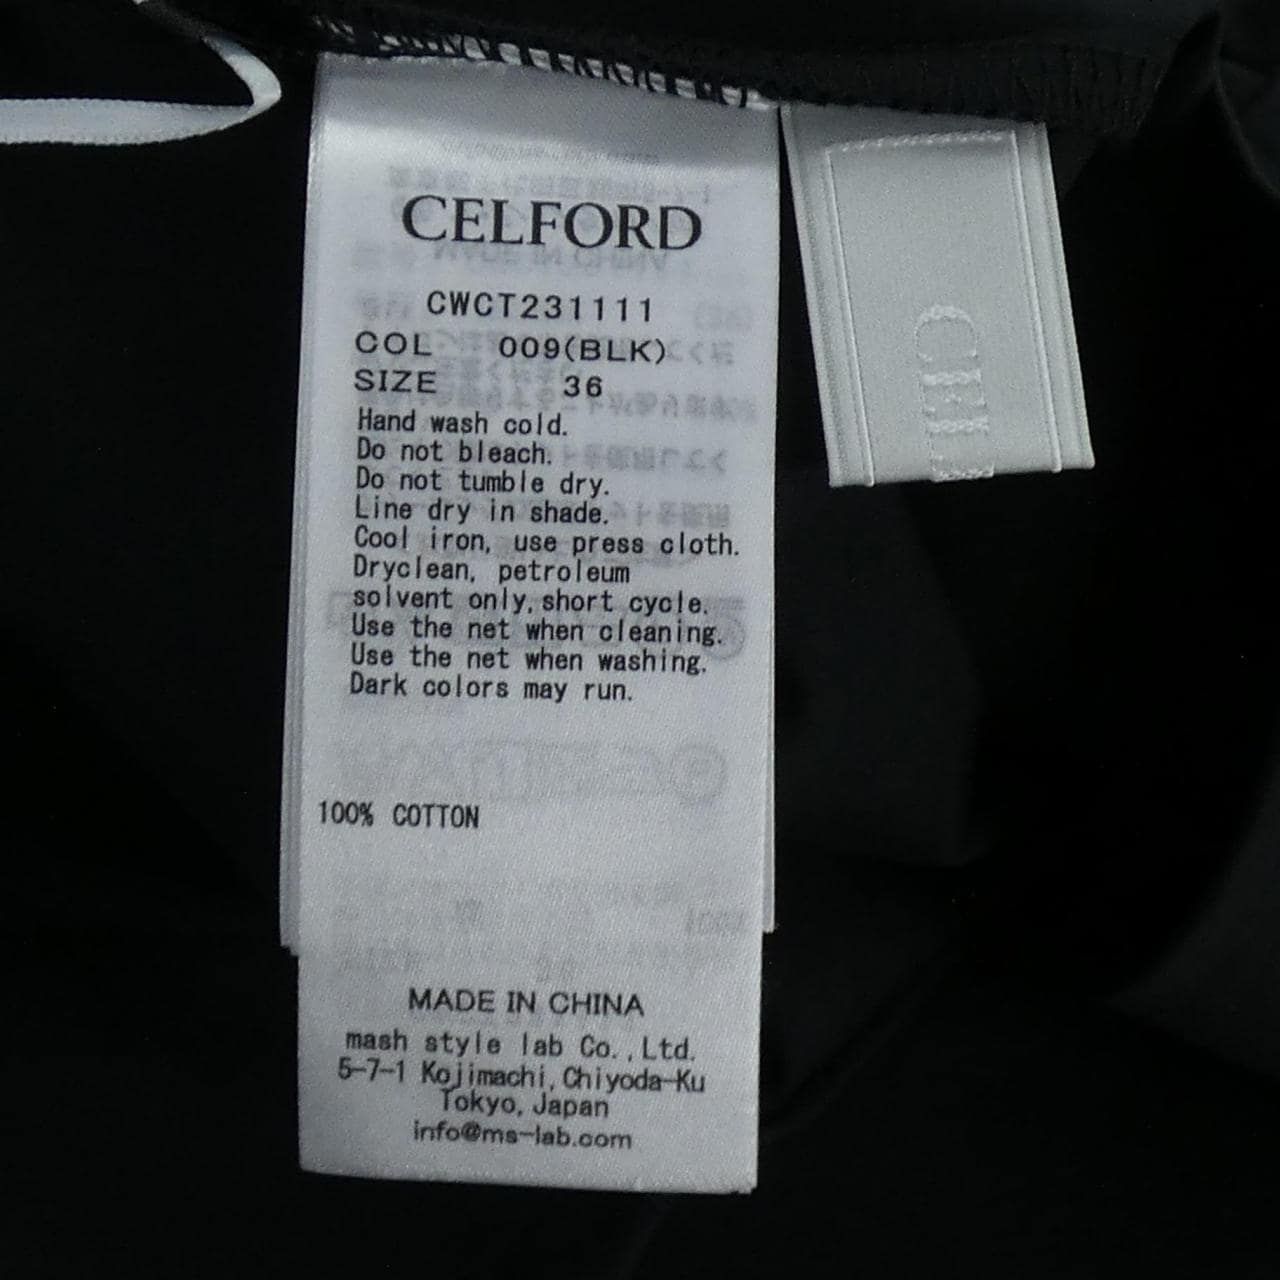 CELFORD
CWCT231111
COL 009(BLK)
SIZE 36
Hand wash cold.
Do not bleach.
Do not tumble dry.
Line dry in shade.
Cool iron, use press cloth.
Dryclean, petroleum
solvent only, short cycle.
Use the net when cleaning.
Use the net when washing.
Dark colors may run.
100% COTTON
MADE IN CHINA
mash style lab Co.,Ltd.
5-7-1 Kojimachi,Chiyoda-Ku
Tokyo, Japan
info@ms-lab.com